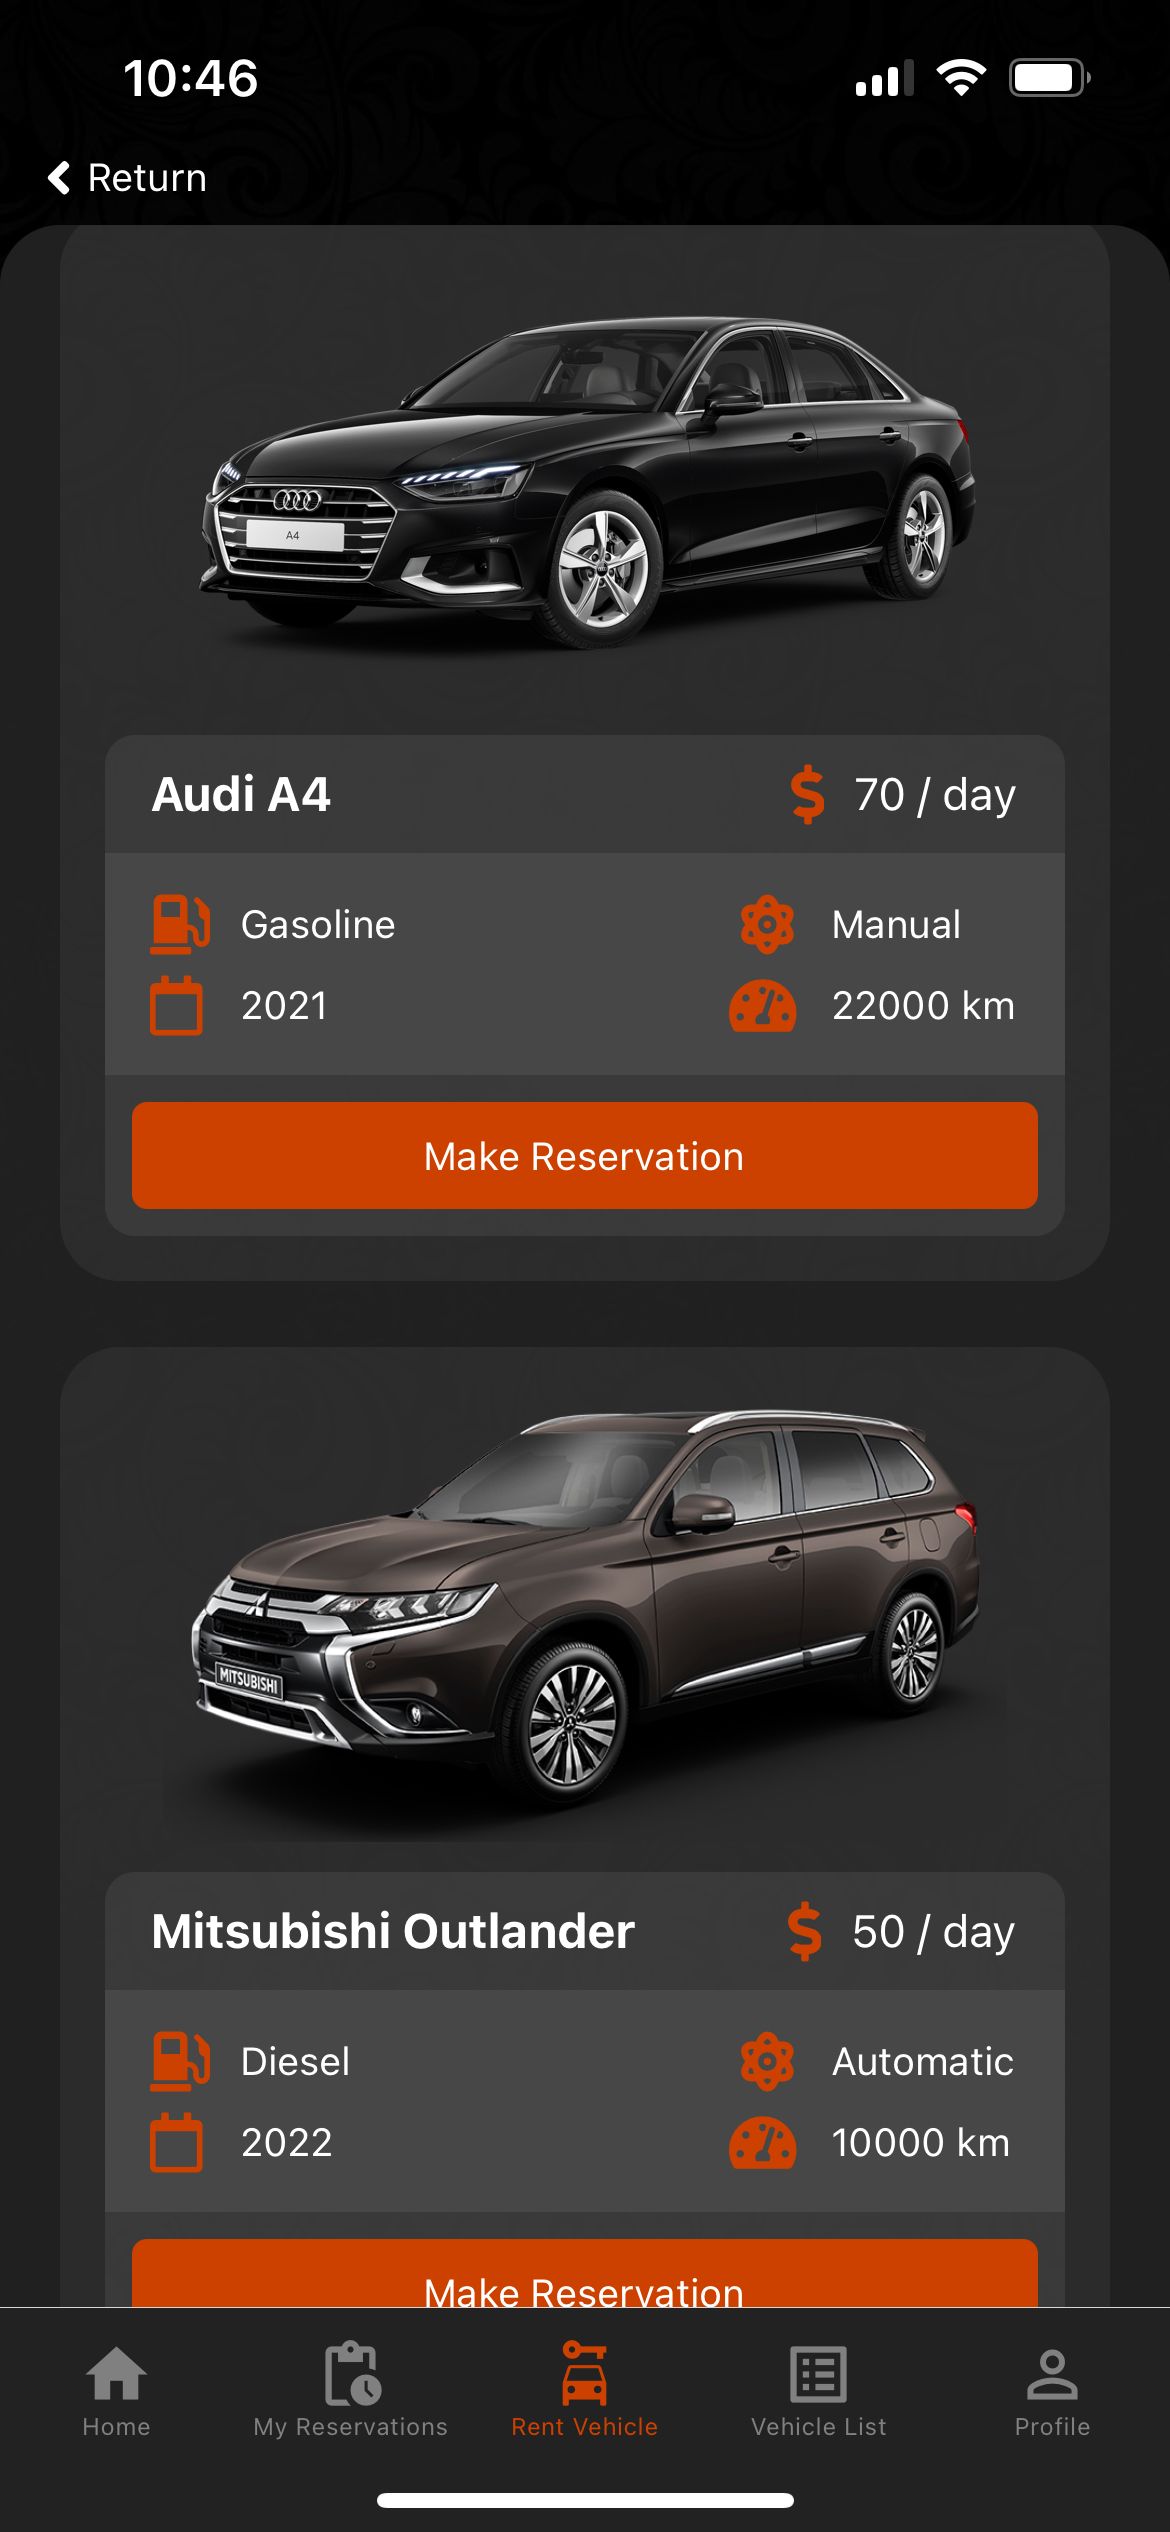 10:46
Return
A4
Audi A4
$ 70 / day
Gasoline
Manual
2021
22000 km
Make Reservation
MITSUBISHI
Mitsubishi Outlander
$ 50 / day
Diesel
Automatic
2022
10000 km
Make Reservation
Home
My Reservations
Rent Vehicle
Vehicle List
Profile